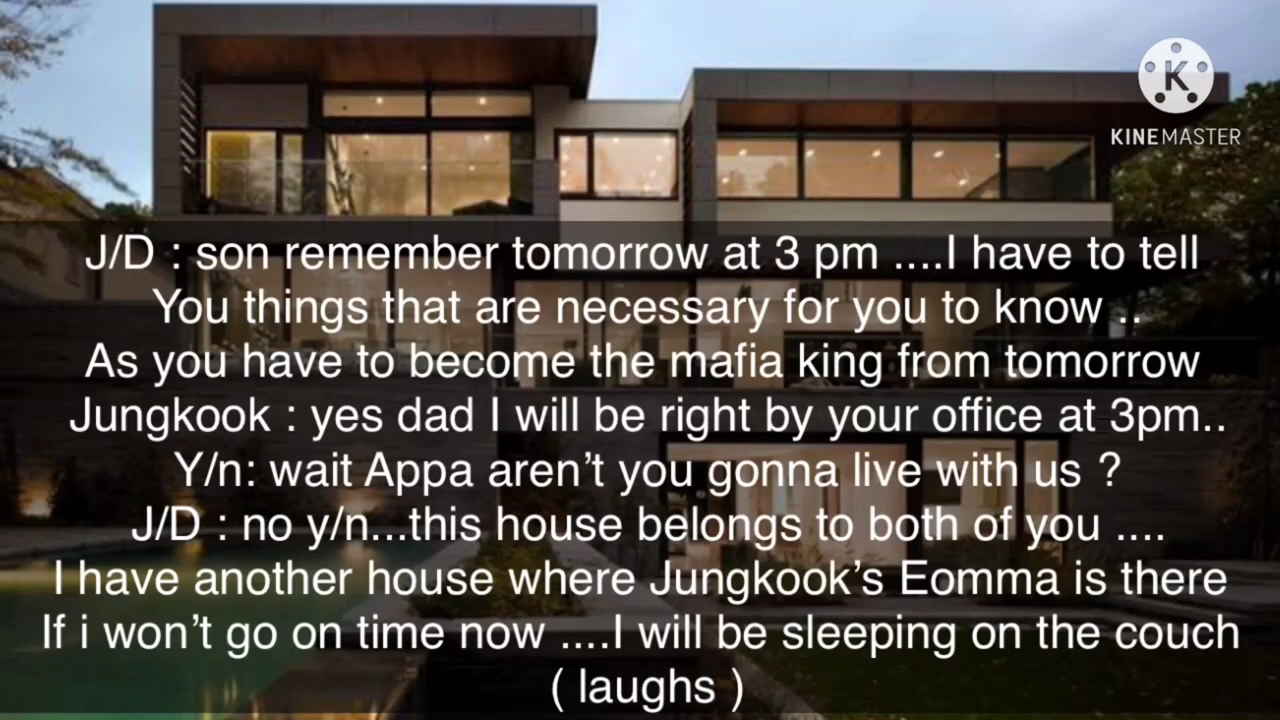 K
KINEMASTER
J/D : son remember tomorrow at 3 pm ....I have to tell
You things that are necessary for you to know ..
As you have to become the mafia king from tomorrow
Jungkook : yes dad I will be right by your office at 3pm..
Y/n: wait Appa aren’t you gonna live with us ?
J/D : no y/n...this house belongs to both of you ....
I have another house where Jungkook’s Eomma is there
If i won’t go on time now ....I will be sleeping on the couch
( laughs )